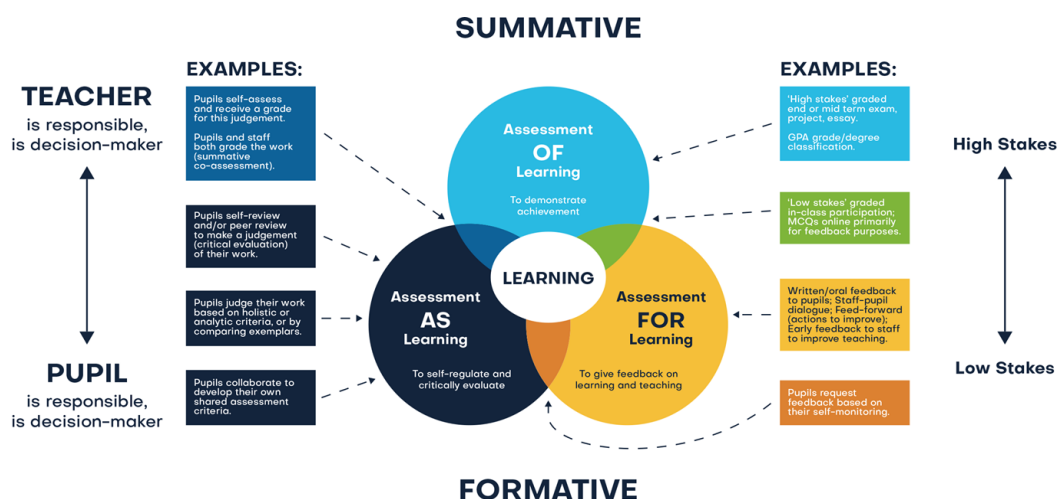 SUMMATIVE
TEACHER
is responsible,
is decision-maker
PUPIL
is responsible,
is decision-maker
EXAMPLES:
Pupils self-assess
and receive a grade
for this judgement.
Pupils and staff
both grade the work
(summative
co-assessment).
Pupils self-review
and/or peer review
to make a judgement
(critical evaluation)
of their work.
Pupils judge their work
based on holistic or
analytic criteria, or by
comparing exemplars.
Pupils collaborate to
develop their own
shared assessment
criteria.
Assessment
OF
Learning
To demonstrate
achievement
LEARNING
Assessment
AS
Learning
To self-regulate and
critically evaluate
Assessment
FOR
Learning
To give feedback on
learning and teaching
EXAMPLES:
'High stakes' graded
end or mid term exam,
project, essay.
GPA grade/degree
classification.
'Low stakes' graded
in-class participation;
MCQs online primarily
for feedback purposes.
Written/oral feedback
to pupils; Staff-pupil
dialogue; Feed-forward
(actions to improve);
Early feedback to staff
to improve teaching.
Pupils request
feedback based on
their self-monitoring.
High Stakes
Low Stakes
FORMATIVE